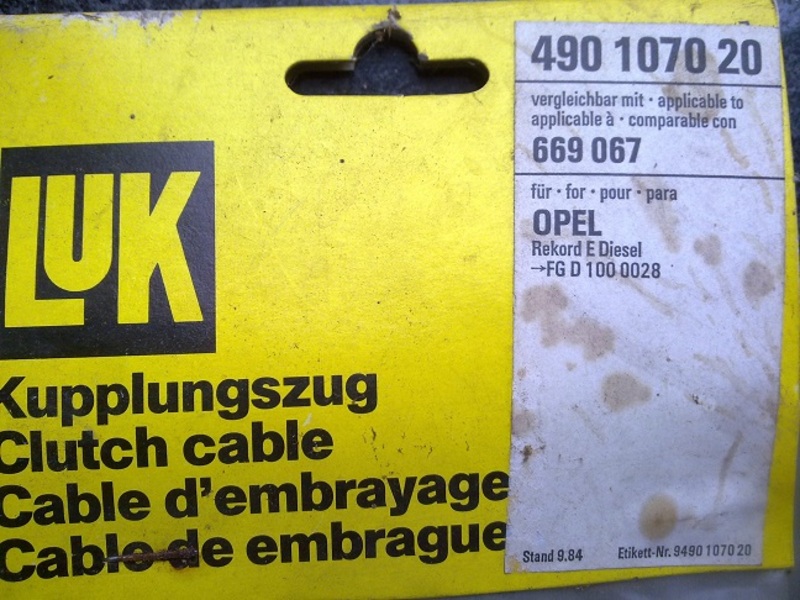 LUK
Kupplungszug
Clutch cable
Cable d'embrayage
Cable de embrague
490 1070 20
vergleichbar mit · applicable to
applicable à · comparable con
669 067
für · for · pour · para
OPEL
Rekord E Diesel
→FG D 100 0028
Stand 9.84 Etikett-Nr. 9490 1070 20